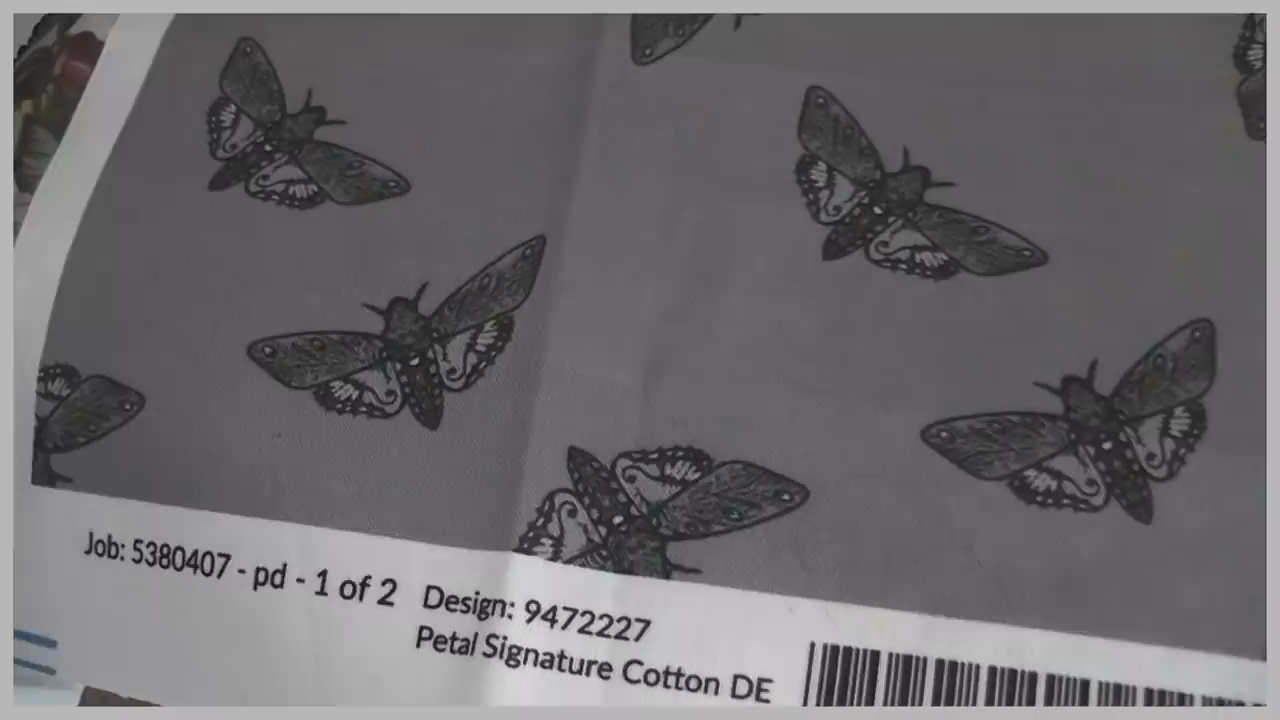 Job: 5380407 - pd - 1 of 2 Design: 9472227
Petal Signature Cotton DE